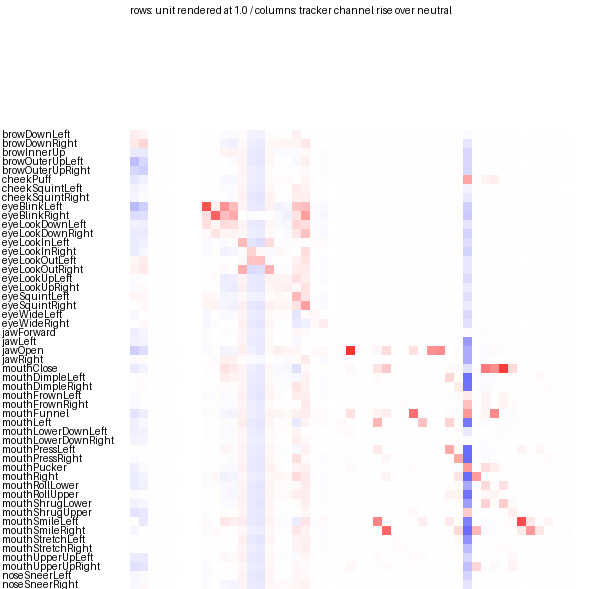 rows: unit rendered at 1.0 / columns: tracker channel rise over neutral
browDownLeft
browDownRight
browInnerUp
browOuterUpLeft
browOuterUpRight
cheekPuff
cheekSquintLeft
cheekSquintRight
eyeBlinkLeft
eyeBlinkRight
eyeLookDownLeft
eyeLookDownRight
eyeLookInLeft
eyeLookInRight
eyeLookOutLeft
eyeLookOutRight
eyeLookUpLeft
eyeLookUpRight
eyeSquintLeft
eyeSquintRight
eyeWideLeft
eyeWideRight
jawForward
jawLeft
jawOpen
jawRight
mouthClose
mouthDimpleLeft
mouthDimpleRight
mouthFrownLeft
mouthFrownRight
mouthFunnel
mouthLeft
mouthLowerDownLeft
mouthLowerDownRight
mouthPressLeft
mouthPressRight
mouthPucker
mouthRight
mouthRollLower
mouthRollUpper
mouthShrugLower
mouthShrugUpper
mouthSmileLeft
mouthSmileRight
mouthStretchLeft
mouthStretchRight
mouthUpperUpLeft
mouthUpperUpRight
noseSneerLeft
noseSneerRight